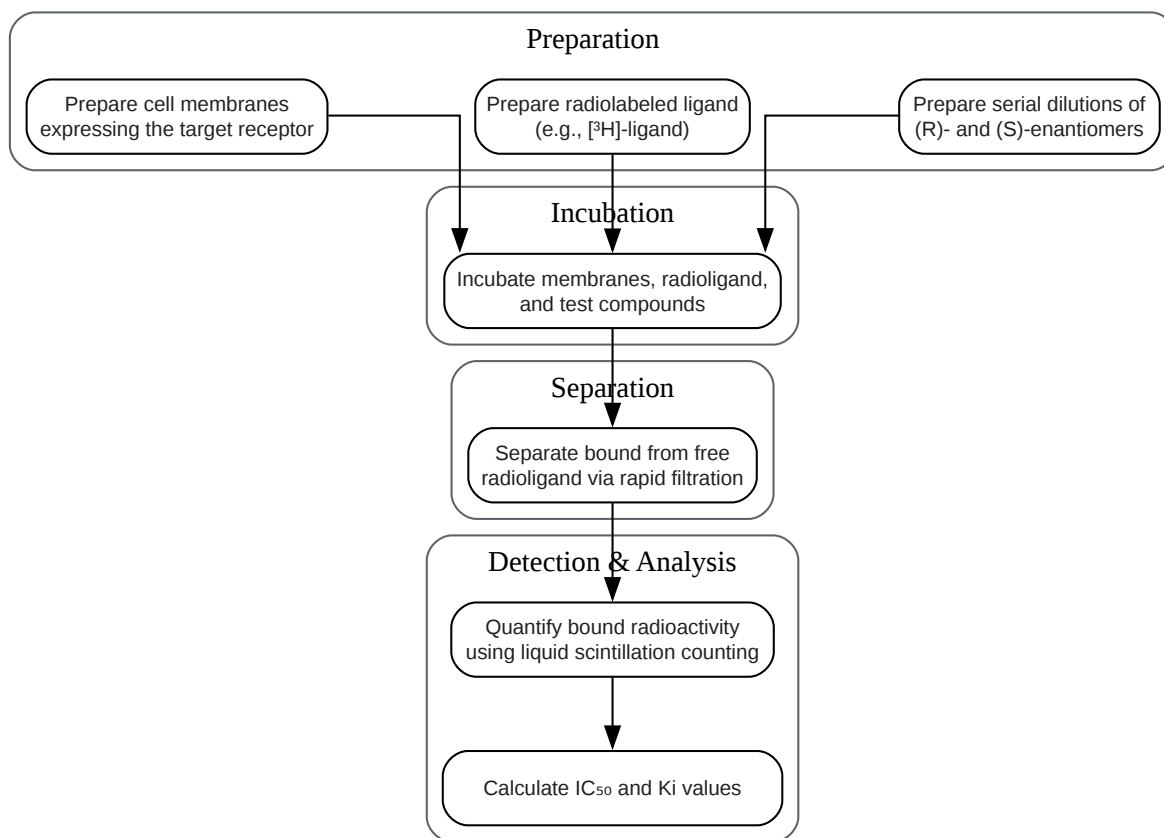 Preparation
Prepare cell membranes
expressing the target receptor
Prepare radiolabeled ligand
(e.g., [³H]-ligand)
Prepare serial dilutions of
(R)- and (S)-enantiomers
Incubation
Incubate membranes, radioligand,
and test compounds
Separation
Separate bound from free
radioligand via rapid filtration
Detection & Analysis
Quantify bound radioactivity
using liquid scintillation counting
Calculate IC₅₀ and Ki values